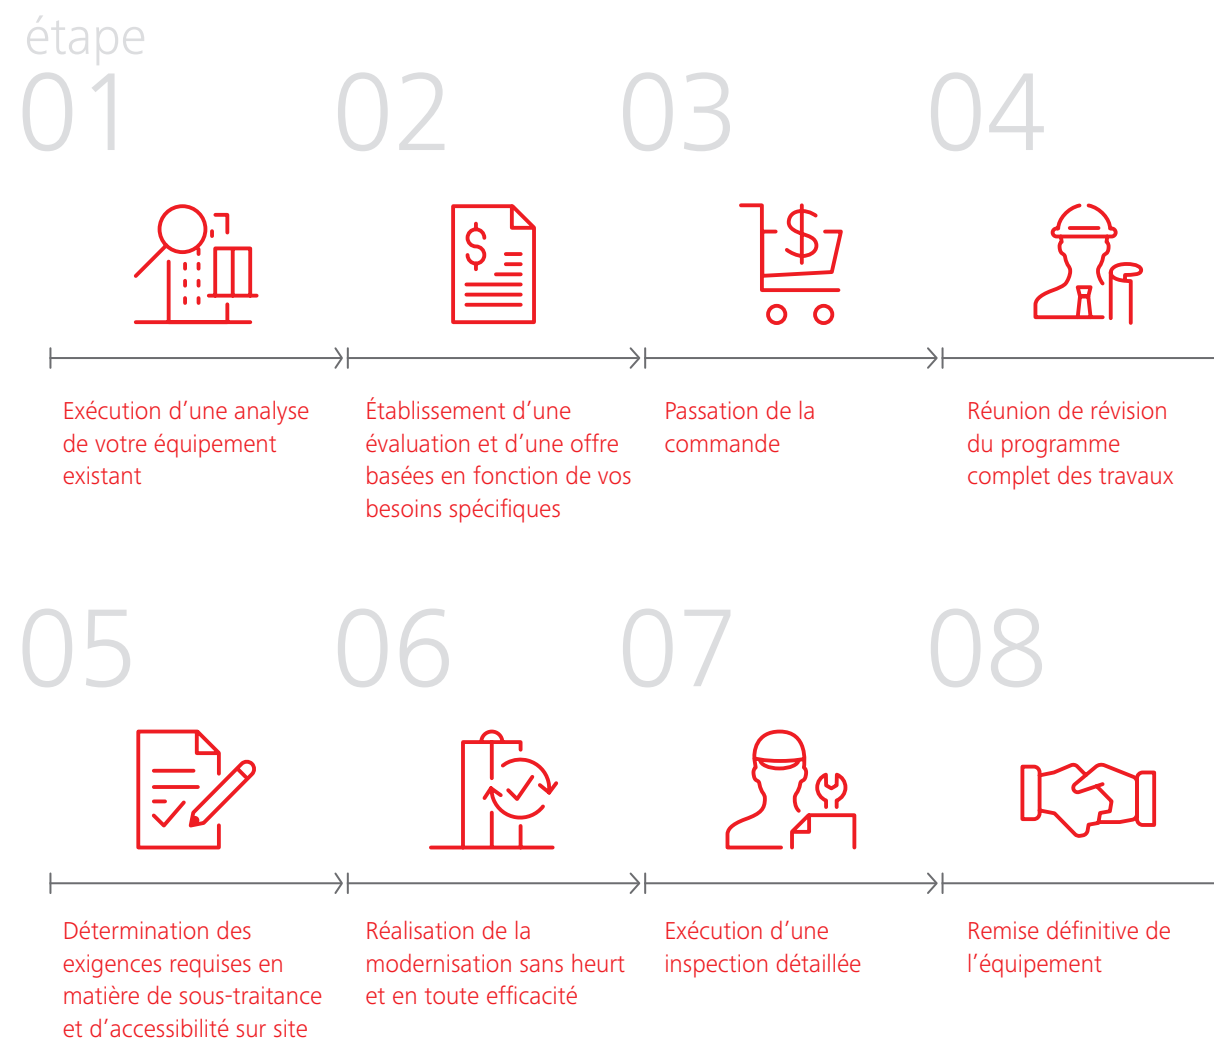 étape
01
02
03
04
Exécution d’une analyse
de votre équipement
existant
Établissement d’une
évaluation et d’une offre
basées en fonction de vos
besoins spécifiques
Passation de la
commande
Réunion de révision
du programme
complet des travaux
05
06
07
08
Détermination des
exigences requises en
matière de sous-traitance
et d’accessibilité sur site
Réalisation de la
modernisation sans heurt
et en toute efficacité
Exécution d’une
inspection détaillée
Remise définitive de
l’équipement